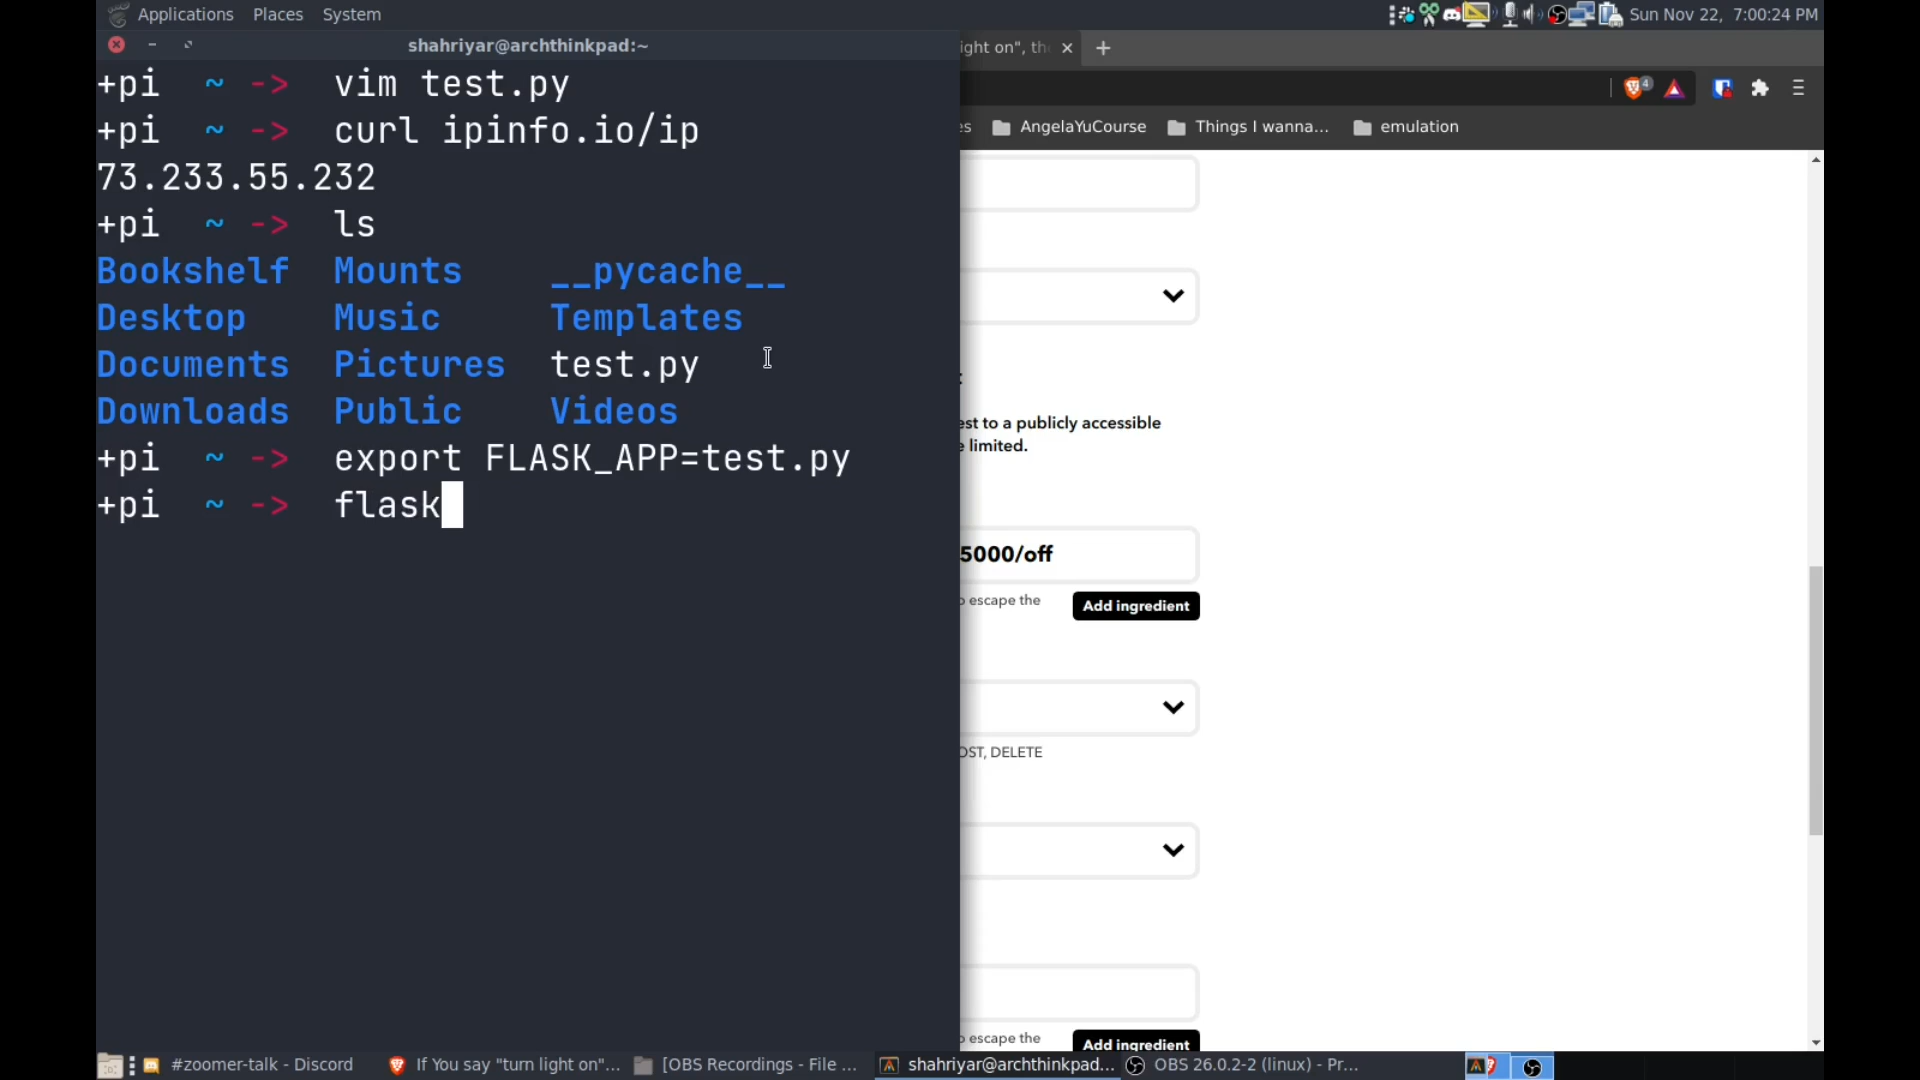 Applications Places System
Sun Nov 22, 7:00:24 PM
shahriyar@archthinkpad:~
+pi ~ -> vim test.py
+pi ~ -> curl ipinfo.io/ip
73.233.55.232
+pi ~ -> ls
Bookshelf Mounts __pycache__
Desktop Music Templates
Documents Pictures test.py
Downloads Public Videos
+pi ~ -> export FLASK_APP=test.py
+pi ~ -> flask
ight on", th
4
es AngelaYuCourse Things I wanna... emulation
:
est to a publicly accessible
e limited.
5000/off
o escape the
Add ingredient
OST, DELETE
o escape the
Add ingredient
#zoomer-talk - Discord If You say "turn light on"... [OBS Recordings - File ... shahriyar@archthinkpad... OBS 26.0.2-2 (linux) - Pr...